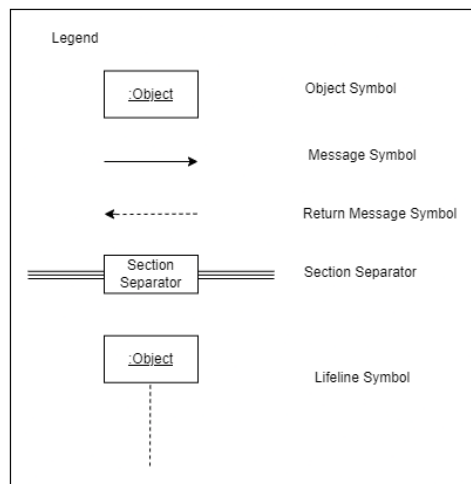 Legend
:Object
Object Symbol
Message Symbol
Return Message Symbol
Section
Separator
Section Separator
:Object
Lifeline Symbol